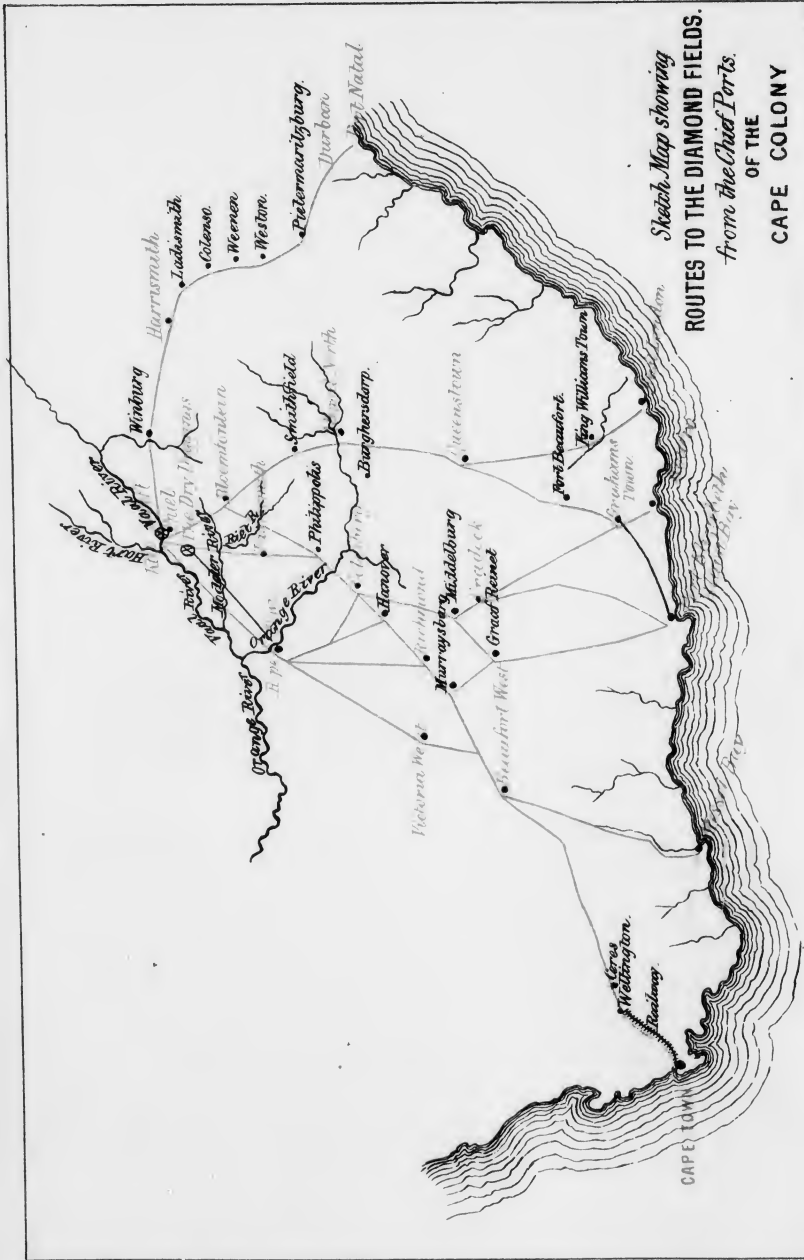 Sketch Map showing
ROUTES TO THE DIAMOND FIELDS.
from the Chief Ports.
OF THE
CAPE COLONY
Harrismith
Ladismith.
Colenso.
Weenen
Weston.
Pietermaritzburg.
Durban
Port Natal
Winburg
Vaal River
Hart River
Vaal River
Modder River
Riet R
Bloemfontein
Smithfield
Burghersdorp.
Philippolis
Orange River
Orange River
Hanover
Richmond
Middelburg
Cradock
Murraysburg
Graaf Reinet
Victoria West
Beaufort West
Queenstown
Fort Beaufort.
King Williams Town
Grahams
Town
Ceres
Wellington.
Railway.
CAPE TOWN